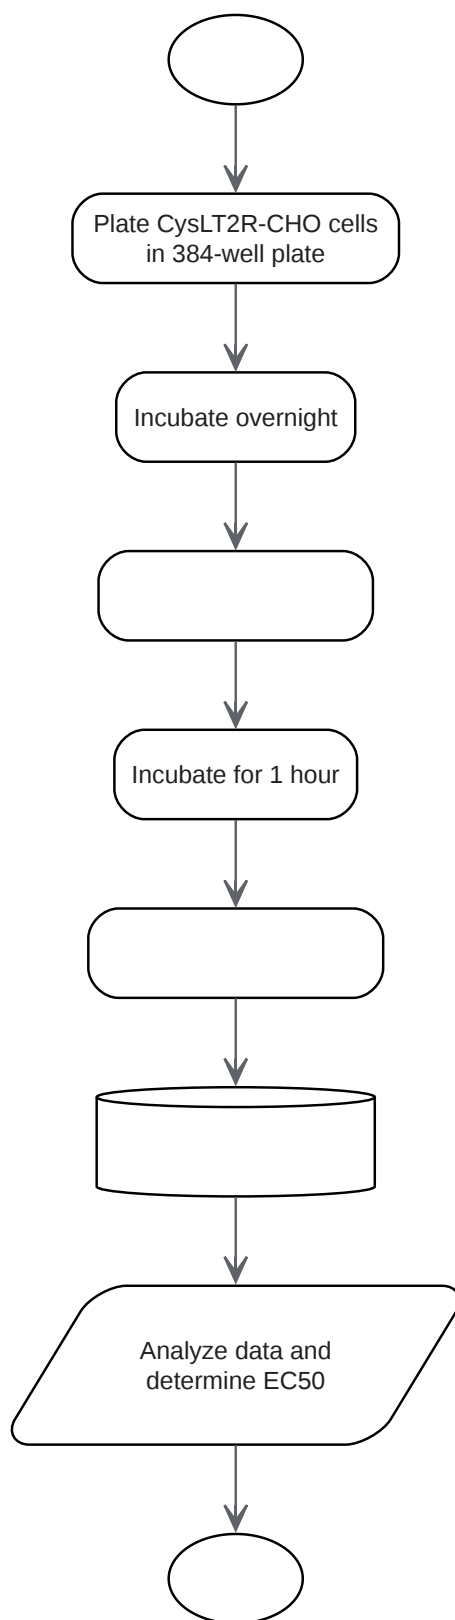 Plate CysLT2R-CHO cells
in 384-well plate
Incubate overnight
Incubate for 1 hour
Analyze data and
determine EC50